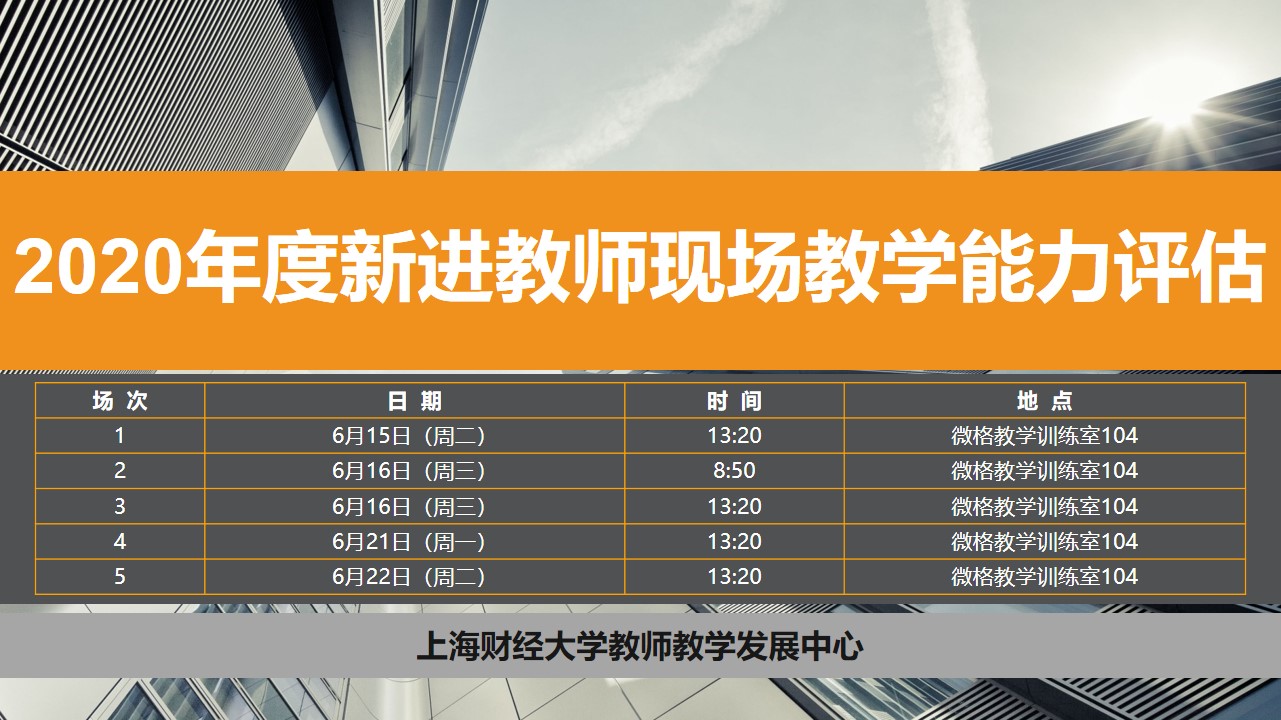 2020年度新进教师现场教学能力评估
场 次 日 期 时 间 地 点
1 6月15日（周二） 13:20 微格教学训练室104
2 6月16日（周三） 8:50 微格教学训练室104
3 6月16日（周三） 13:20 微格教学训练室104
4 6月21日（周一） 13:20 微格教学训练室104
5 6月22日（周二） 13:20 微格教学训练室104
上海财经大学教师教学发展中心